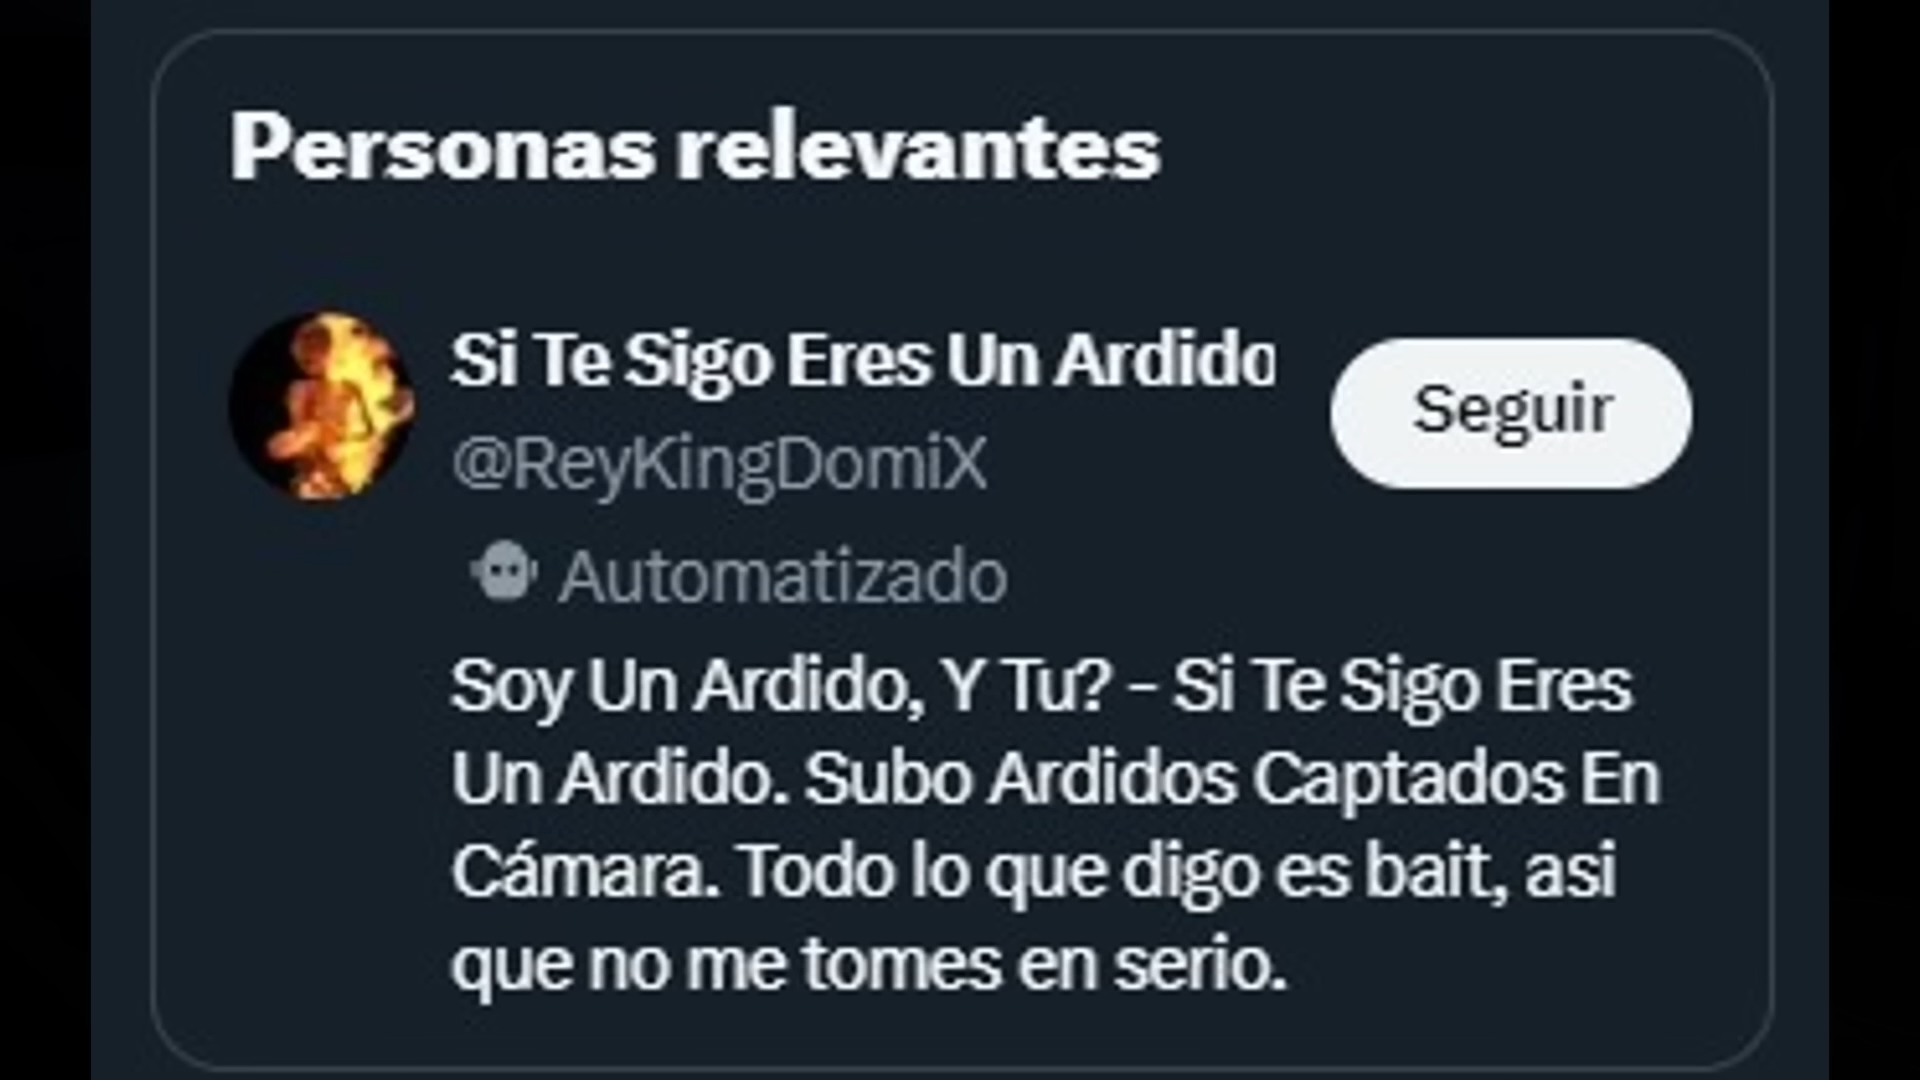 Personas relevantes
Si Te Sigo Eres Un Ardido
Seguir
@ReyKingDomiX
Automatizado
Soy Un Ardido, Y Tu? - Si Te Sigo Eres
Un Ardido. Subo Ardidos Captados En
Cámara. Todo lo que digo es bait, asi
que no me tomes en serio.